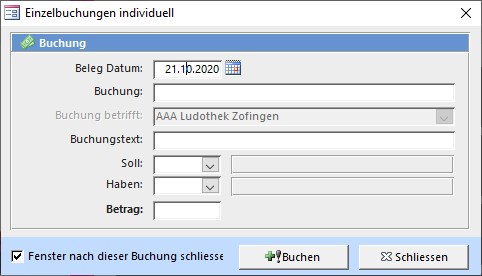 Einzelbuchungen individuell
Buchung
Beleg Datum: 21.10.2020
Buchung:
Buchung betrifft: AAA Ludothek Zofingen
Buchungstext:
Soll:
Haben:
Betrag:
Fenster nach dieser Buchung schliesse
Buchen
Schliessen